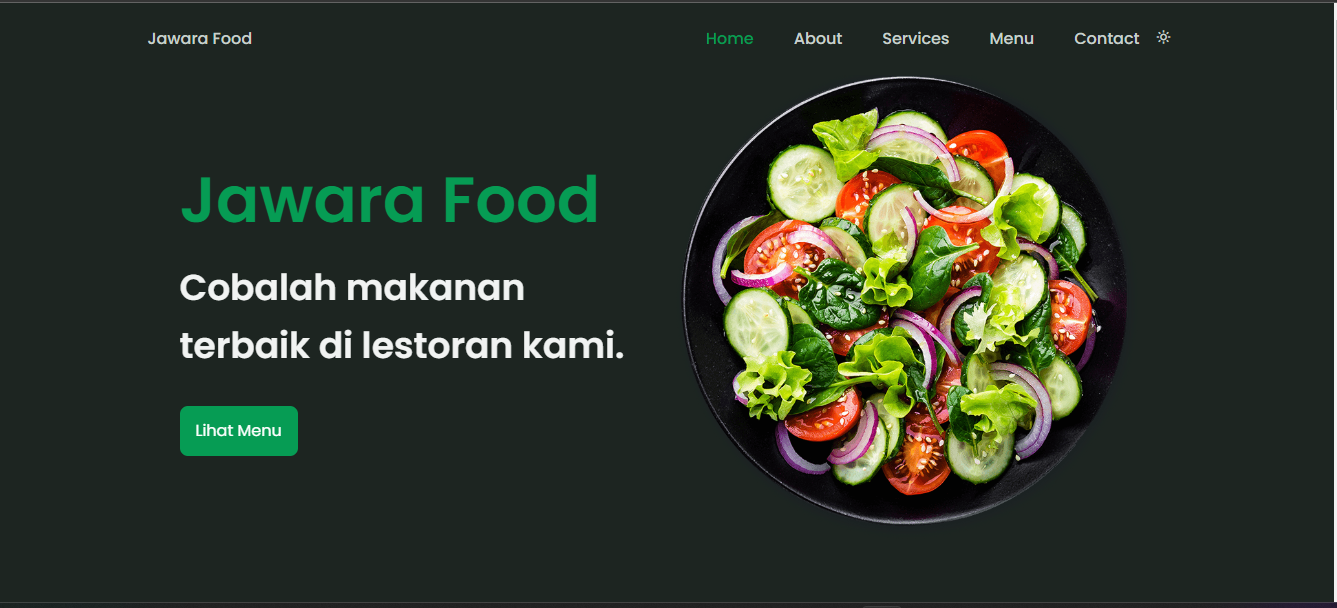 Jawara Food
Home About Services Menu Contact
Jawara Food
Cobalah makanan
terbaik di lestoran kami.
Lihat Menu